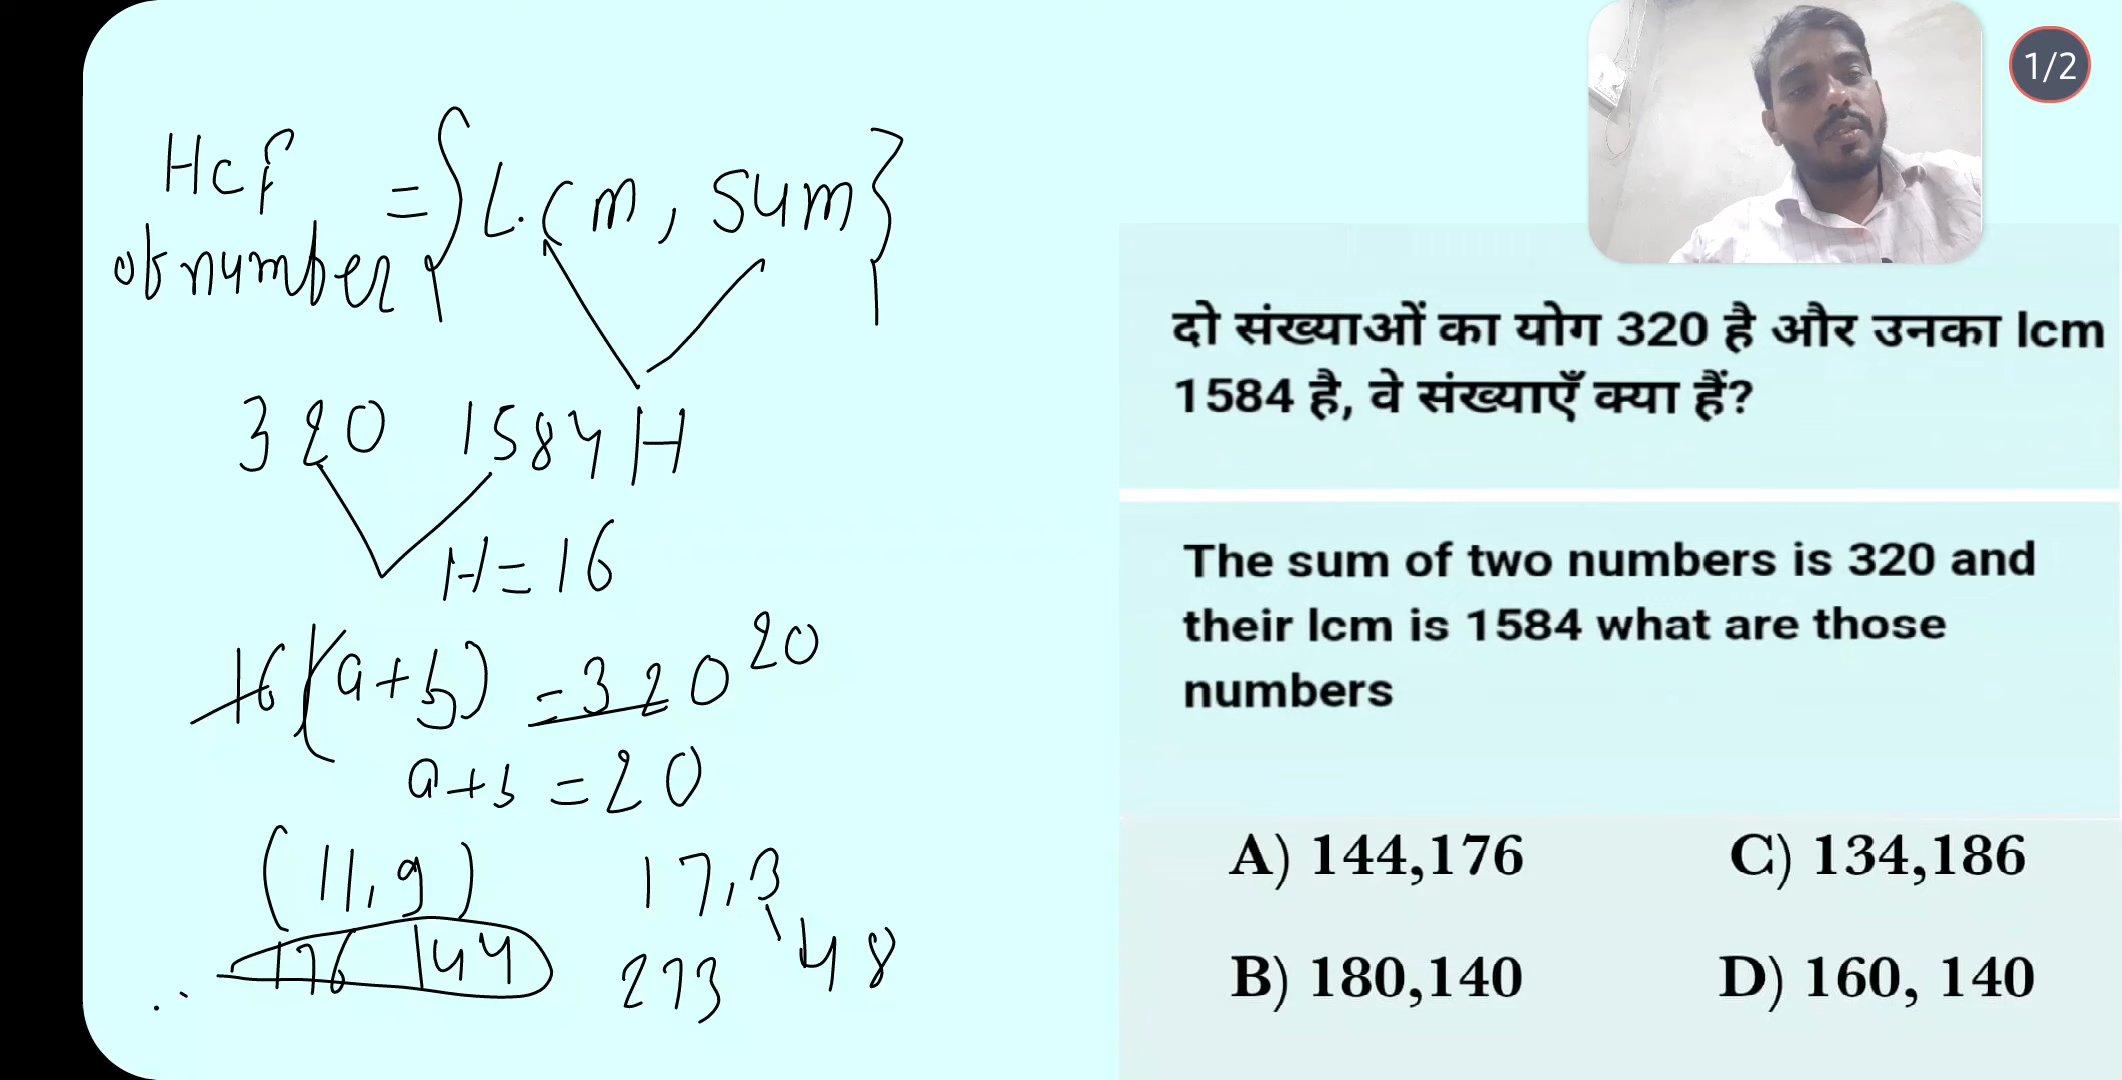 1/2
Hcf
of number
= { L.Cm, sum }
320 1584 H
H = 16
16 (a+b) = 320 20
a+b = 20
(11,9) 17,3
∴ 176 144 273 48
दो संख्याओं का योग 320 है और उनका lcm
1584 है, वे संख्याएँ क्या हैं?
The sum of two numbers is 320 and
their lcm is 1584 what are those
numbers
A) 144,176 C) 134,186
B) 180,140 D) 160, 140